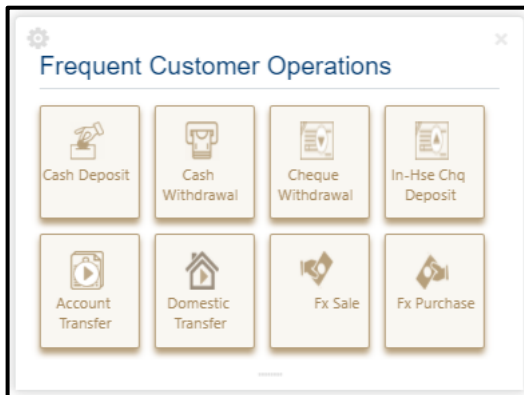 Frequent Customer Operations
Cash Deposit
Cash
Withdrawal
Cheque
Withdrawal
In-Hse Chq
Deposit
Account
Transfer
Domestic
Transfer
Fx Sale
Fx Purchase